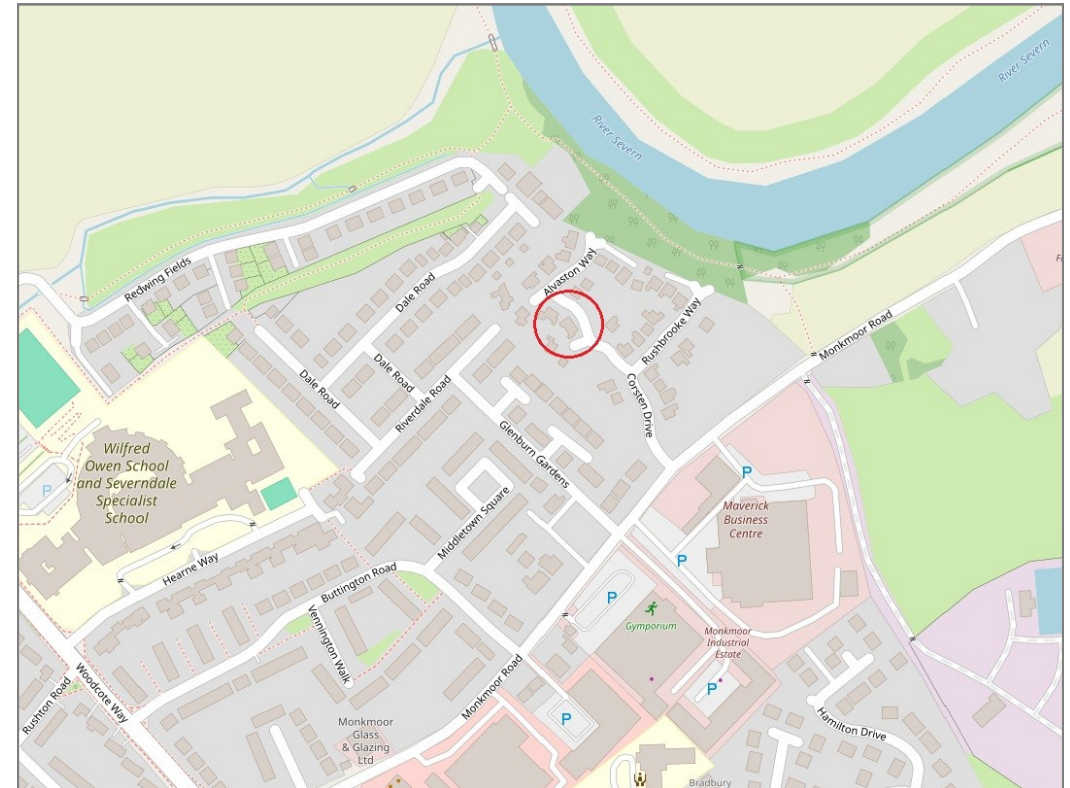 River Severn
River Severn
Redwing Fields
Alvaston Way
Dale Road
Rushbrooke Way
Monkmoor Road
Dale Road
Dale Road
Riverdale Road
Corsten Drive
Glenburn Gardens
Wilfred
Owen School
and Severndale
Specialist
School
P
P
Maverick
Business
Centre
Middletown Square
P
Hearne Way
Buttington Road
P
Gymporium
Vennington Walk
Monkmoor
Industrial
Estate
Monkmoor Road
P
Woodcote Way
Rushton Road
P
Monkmoor
Glass
& Glazing
Ltd
Hamilton Drive
Bradbury